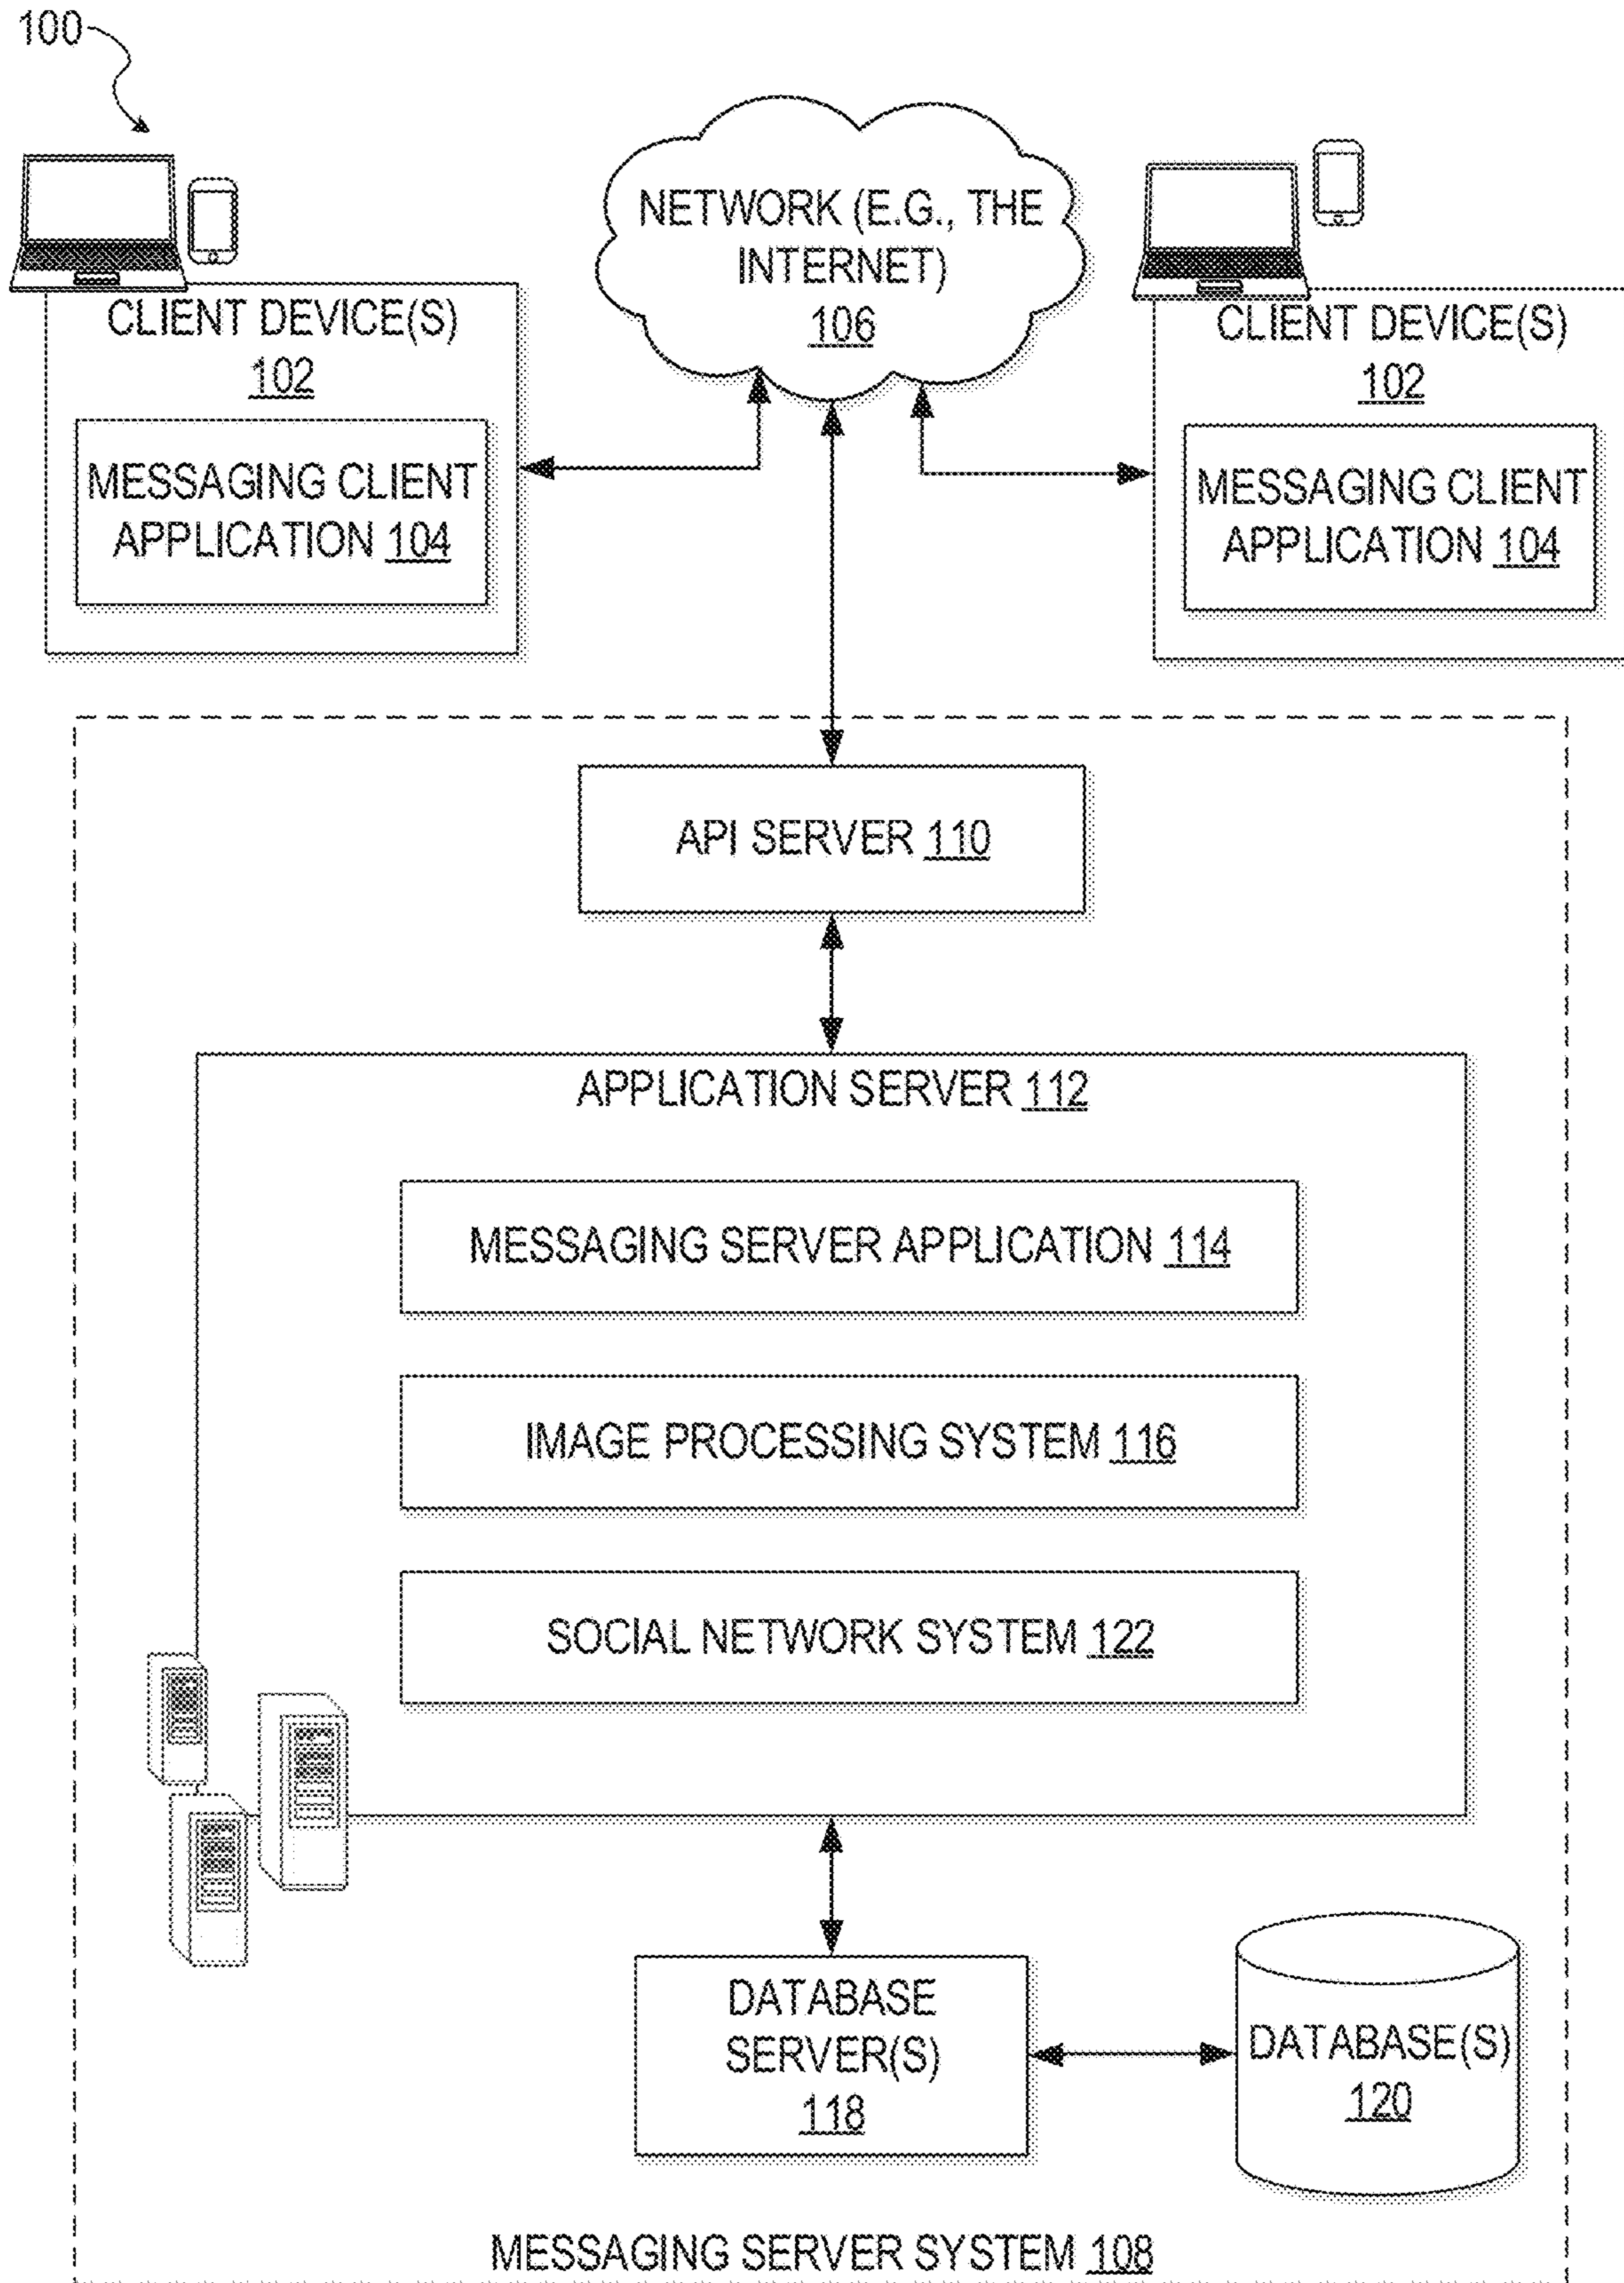 100
NETWORK (E.G., THE
INTERNET)
106
CLIENT DEVICE(S)
102
MESSAGING CLIENT
APPLICATION 104
CLIENT DEVICE(S)
102
MESSAGING CLIENT
APPLICATION 104
API SERVER 110
APPLICATION SERVER 112
MESSAGING SERVER APPLICATION 114
IMAGE PROCESSING SYSTEM 116
SOCIAL NETWORK SYSTEM 122
DATABASE
SERVER(S)
118
DATABASE(S)
120
MESSAGING SERVER SYSTEM 108